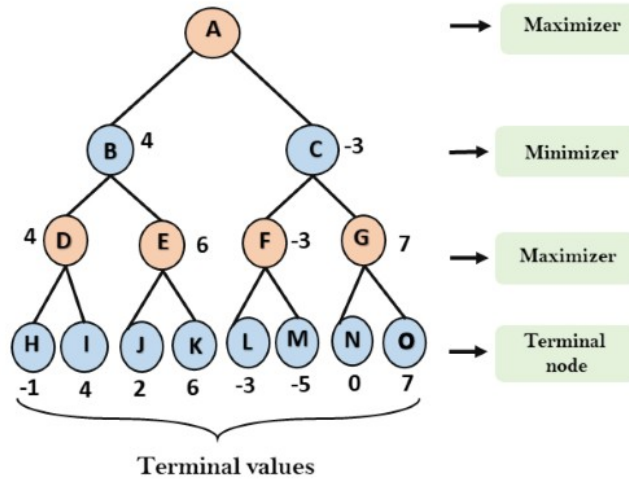 A
Maximizer
B 4
C -3
Minimizer
4 D
E 6
F -3
G 7
Maximizer
H I J K L M N O
Terminal
node
-1 4 2 6 -3 -5 0 7
Terminal values